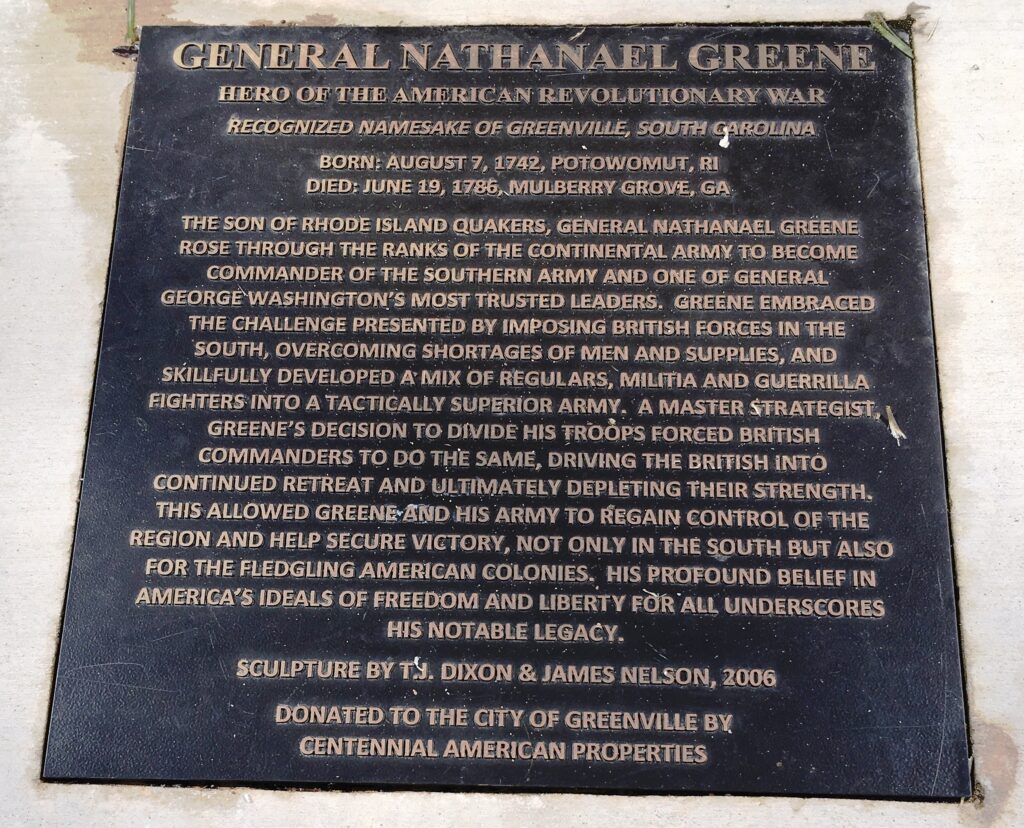 GENERAL NATHANAEL GREENE
HERO OF THE AMERICAN REVOLUTIONARY WAR
RECOGNIZED NAMESAKE OF GREENVILLE, SOUTH CAROLINA
BORN: AUGUST 7, 1742, POTOWOMUT, RI
DIED: JUNE 19, 1786, MULBERRY GROVE, GA
THE SON OF RHODE ISLAND QUAKERS, GENERAL NATHANAEL GREENE
ROSE THROUGH THE RANKS OF THE CONTINENTAL ARMY TO BECOME
COMMANDER OF THE SOUTHERN ARMY AND ONE OF GENERAL
GEORGE WASHINGTON'S MOST TRUSTED LEADERS. GREENE EMBRACED
THE CHALLENGE PRESENTED BY IMPOSING BRITISH FORCES IN THE
SOUTH, OVERCOMING SHORTAGES OF MEN AND SUPPLIES, AND
SKILLFULLY DEVELOPED A MIX OF REGULARS, MILITIA AND GUERRILLA
FIGHTERS INTO A TACTICALLY SUPERIOR ARMY. A MASTER STRATEGIST,
GREENE'S DECISION TO DIVIDE HIS TROOPS FORCED BRITISH
COMMANDERS TO DO THE SAME, DRIVING THE BRITISH INTO
CONTINUED RETREAT AND ULTIMATELY DEPLETING THEIR STRENGTH.
THIS ALLOWED GREENE AND HIS ARMY TO REGAIN CONTROL OF THE
REGION AND HELP SECURE VICTORY, NOT ONLY IN THE SOUTH BUT ALSO
FOR THE FLEDGLING AMERICAN COLONIES. HIS PROFOUND BELIEF IN
AMERICA'S IDEALS OF FREEDOM AND LIBERTY FOR ALL UNDERSCORES
HIS NOTABLE LEGACY.
SCULPTURE BY T.J. DIXON & JAMES NELSON, 2006
DONATED TO THE CITY OF GREENVILLE BY
CENTENNIAL AMERICAN PROPERTIES